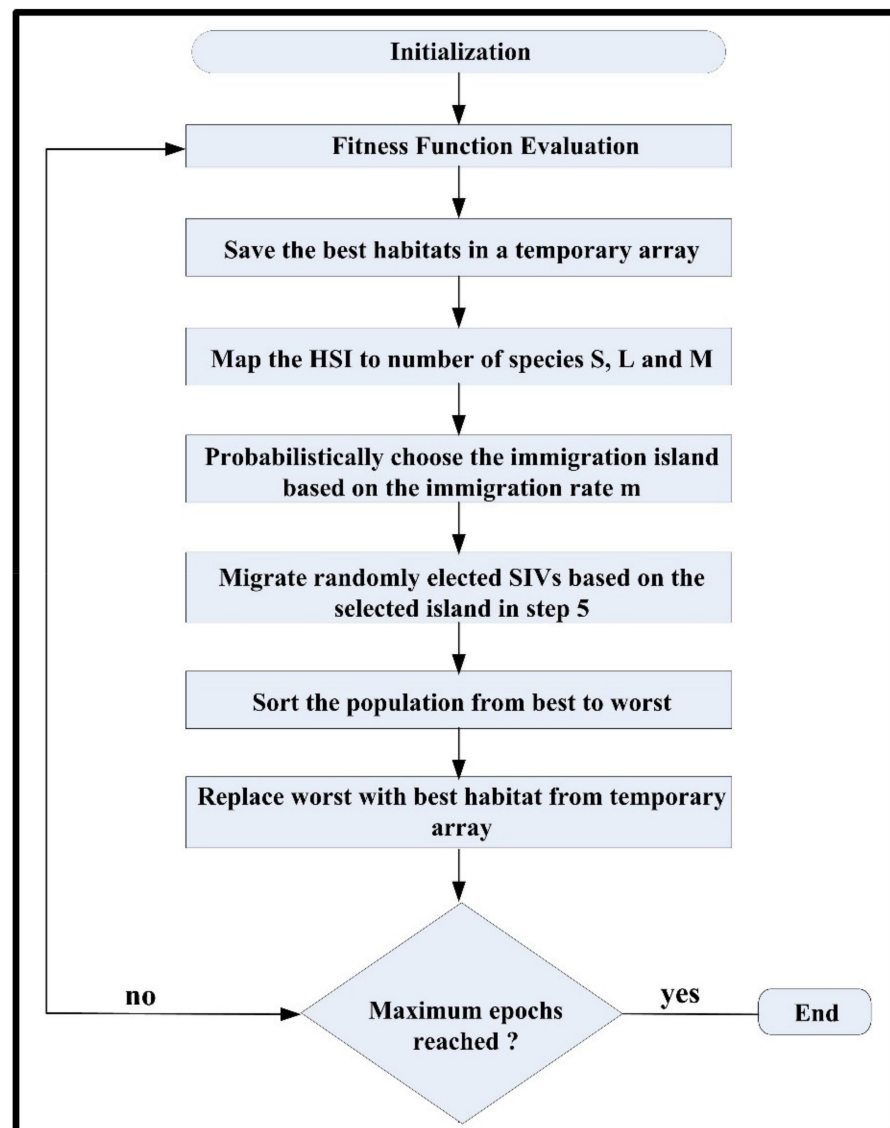 Initialization
Fitness Function Evaluation
Save the best habitats in a temporary array
Map the HSI to number of species S, L and M
Probabilistically choose the immigration island
based on the immigration rate m
Migrate randomly elected SIVs based on the
selected island in step 5
Sort the population from best to worst
Replace worst with best habitat from temporary
array
no
Maximum epochs
reached ?
yes
End